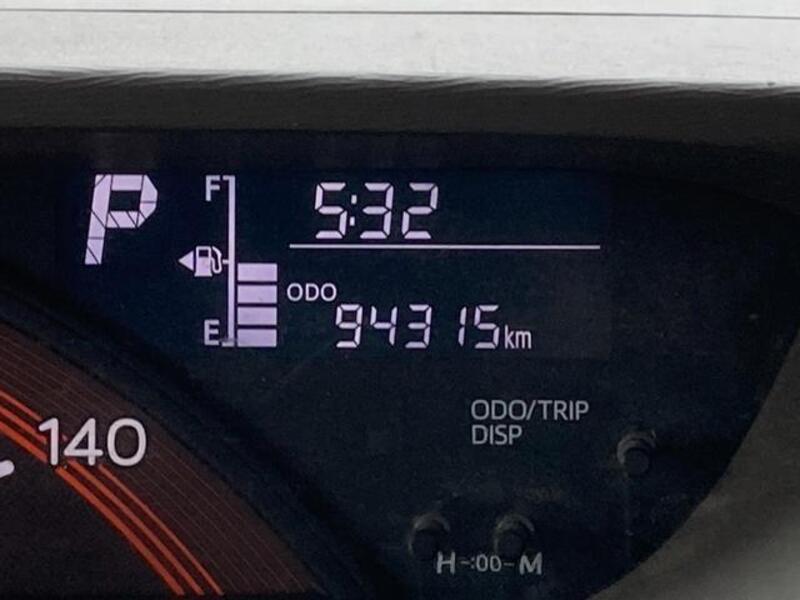 P
F
5:32
ODO
94315km
E
140
ODO/TRIP
DISP
H-:00-M